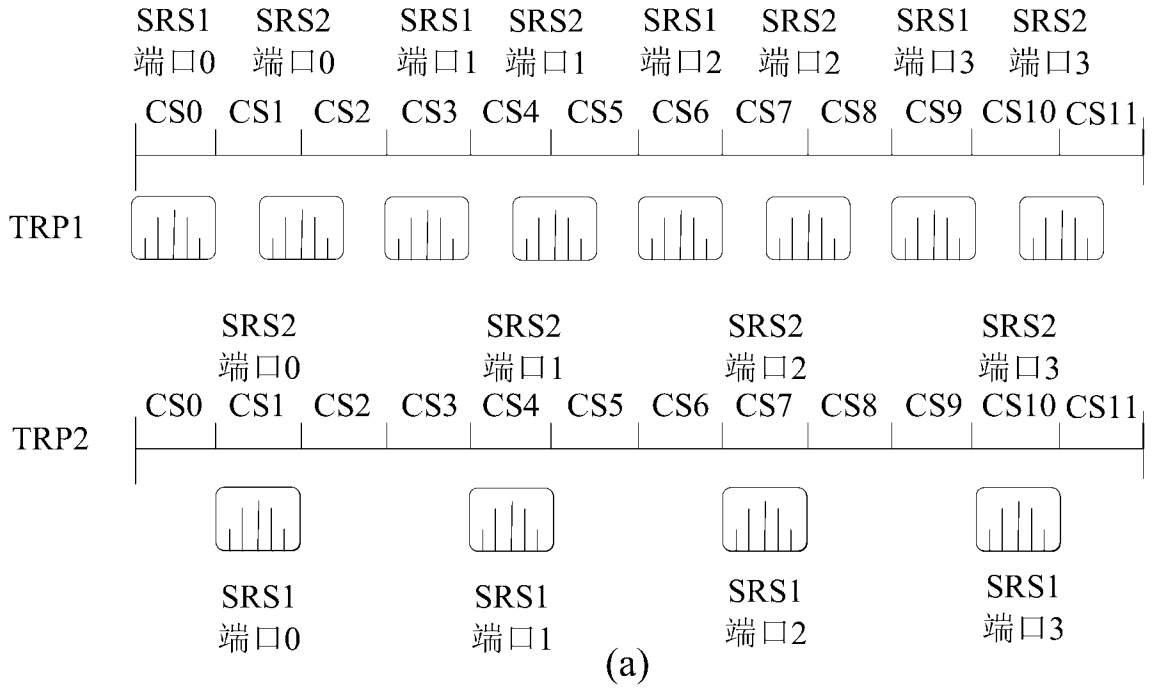 SRS1 SRS2 SRS1 SRS2 SRS1 SRS2 SRS1 SRS2
端口0 端口0 端口1 端口1 端口2 端口2 端口3 端口3
CS0 CS1 CS2 CS3 CS4 CS5 CS6 CS7 CS8 CS9 CS10 CS11
TRP1
SRS2 SRS2 SRS2 SRS2
端口0 端口1 端口2 端口3
CS0 CS1 CS2 CS3 CS4 CS5 CS6 CS7 CS8 CS9 CS10 CS11
TRP2
SRS1 SRS1 SRS1 SRS1
端口0 端口1 端口2 端口3
(a)